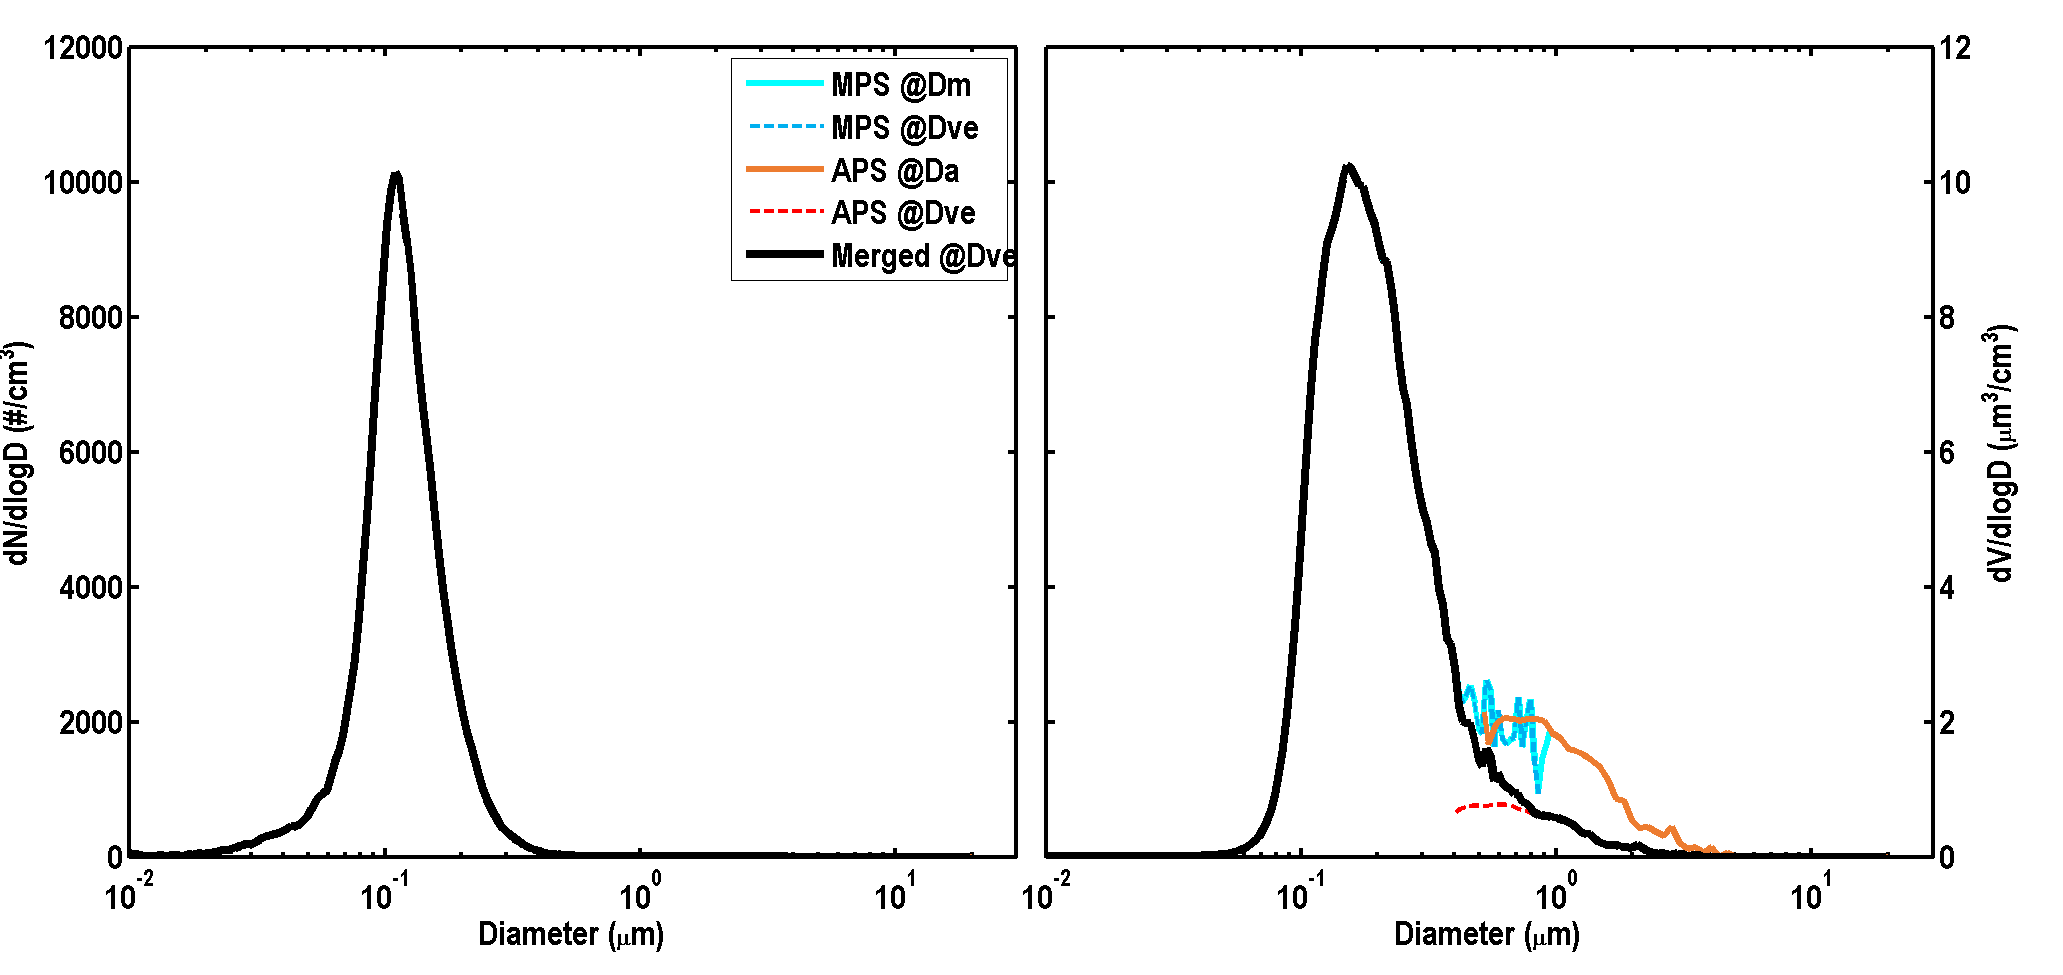 12000
10000
8000
6000
4000
2000
0
dN/dlogD (#/cm³)
10⁻² 10⁻¹ 10⁰ 10¹
Diameter (μm)
MPS @Dm
MPS @Dve
APS @Da
APS @Dve
Merged @Dve
12
10
8
6
4
2
0
dV/dlogD (μm³/cm³)
10⁻² 10⁻¹ 10⁰ 10¹
Diameter (μm)